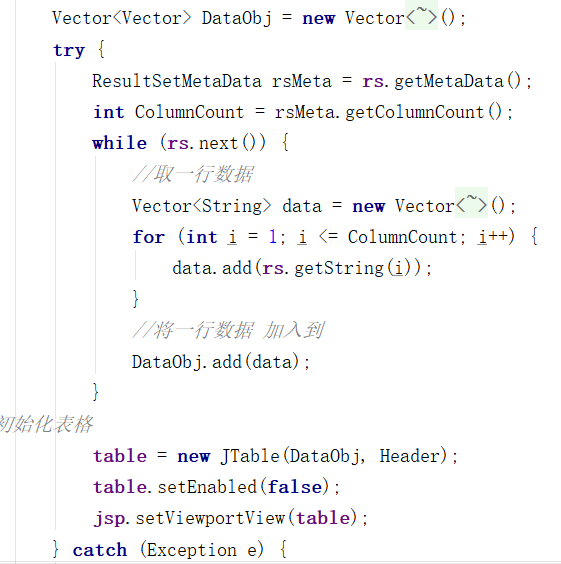 Vector<Vector> DataObj = new Vector<~>();
try {
ResultSetMetaData rsMeta = rs.getMetaData();
int ColumnCount = rsMeta.getColumnCount();
while (rs.next()) {
//取一行数据
Vector<String> data = new Vector<~>();
for (int i = 1; i <= ColumnCount; i++) {
data.add(rs.getString(i));
}
//将一行数据 加入到
DataObj.add(data);
}
初始化表格
table = new JTable(DataObj, Header);
table.setEnabled(false);
jsp.setViewportView(table);
} catch (Exception e) {